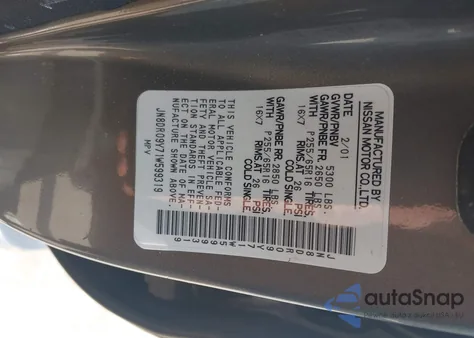 MANUFACTURED BY
NISSAN MOTOR CO., LTD.
DATE 2/01
GVWR/PNBV 5300 LBS.
GAWR/PNBE FR. 2650 LBS.
WITH P255/65R16 TIRES,
16X7 RIMS, AT 26 PSI
COLD SINGLE
GAWR/PNBE RR. 2850 LBS.
WITH P255/65R16 TIRES,
16X7 RIMS, AT 26 PSI
COLD SINGLE
THIS VEHICLE CONFORMS
TO ALL APPLICABLE FED-
ERAL MOTOR VEHICLE SA-
FETY AND THEFT PREVEN-
TION STANDARDS IN EFF-
ECT ON THE DATE OF MA-
NUFACTURE SHOWN ABOVE.
JN8DR09Y71W599319
MPV
JN8DR09Y71W599319
autoSnap